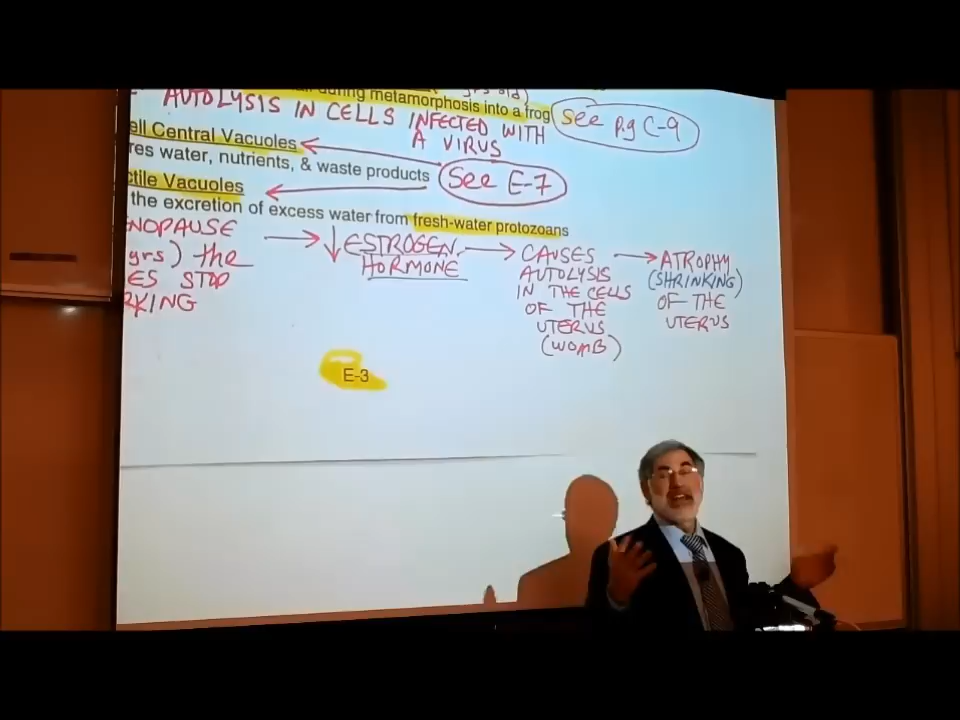 during metamorphosis into a frog
see pg C-9
AUTOLYSIS IN CELLS INFECTED WITH
A VIRUS
ell Central Vacuoles
res water, nutrients, & waste products
See E-7
ctile Vacuoles
the excretion of excess water from fresh-water protozoans
NOPAUSE
yrs) the
ES STOP
RKING
↓ ESTROGEN
HORMONE
CAUSES
AUTOLYSIS
IN THE CELLS
OF THE
UTERUS
(WOMB)
ATROPHY
(SHRINKING)
OF THE
UTERUS
E-3